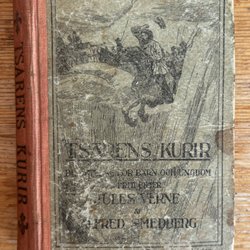 TSARENS KURIR
TSARENS KURIR
FÖR BARN OCH UNGDOM
JULES VERNE
ALFRED SMEDBERG